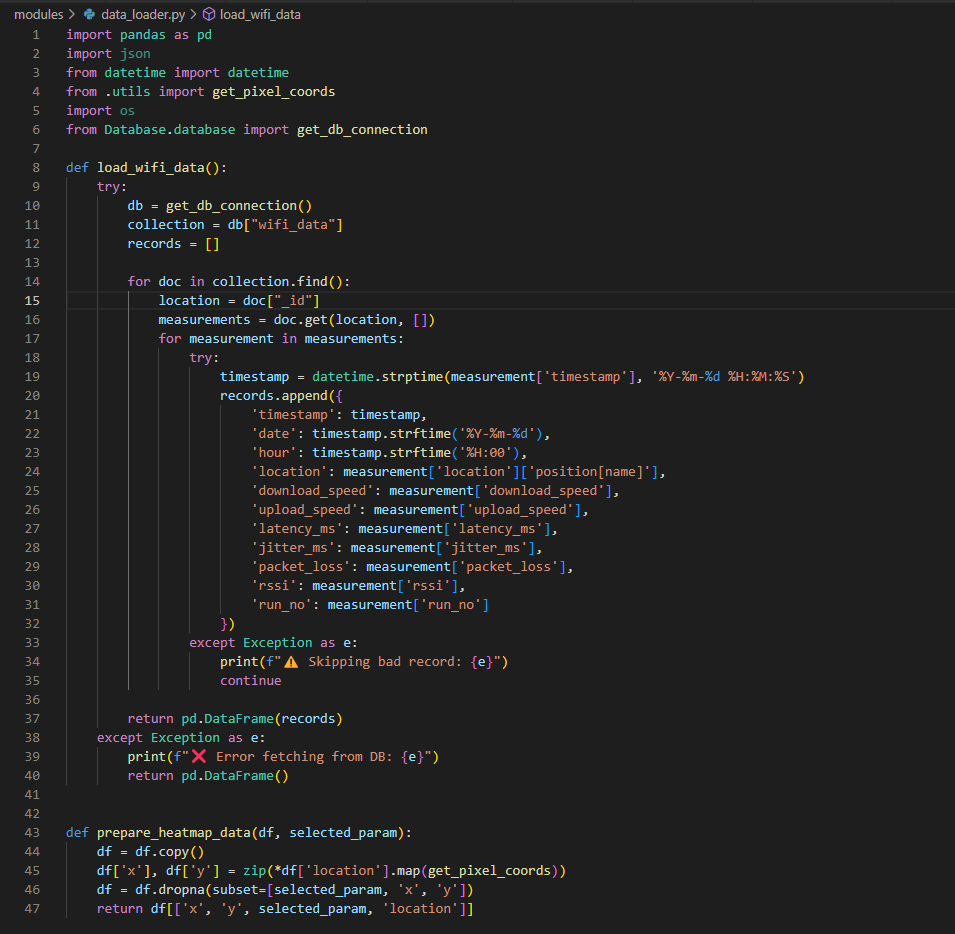 modules > data_loader.py > load_wifi_data
1 import pandas as pd
2 import json
3 from datetime import datetime
4 from .utils import get_pixel_coords
5 import os
6 from Database.database import get_db_connection
7
8 def load_wifi_data():
9     try:
10         db = get_db_connection()
11         collection = db["wifi_data"]
12         records = []
13
14         for doc in collection.find():
15             location = doc["_id"]
16             measurements = doc.get(location, [])
17             for measurement in measurements:
18                 try:
19                     timestamp = datetime.strptime(measurement['timestamp'], '%Y-%m-%d %H:%M:%S')
20                     records.append({
21                         'timestamp': timestamp,
22                         'date': timestamp.strftime('%Y-%m-%d'),
23                         'hour': timestamp.strftime('%H:00'),
24                         'location': measurement['location']['position[name]'],
25                         'download_speed': measurement['download_speed'],
26                         'upload_speed': measurement['upload_speed'],
27                         'latency_ms': measurement['latency_ms'],
28                         'jitter_ms': measurement['jitter_ms'],
29                         'packet_loss': measurement['packet_loss'],
30                         'rssi': measurement['rssi'],
31                         'run_no': measurement['run_no']
32                     })
33                 except Exception as e:
34                     print(f"⚠️ Skipping bad record: {e}")
35                     continue
36
37         return pd.DataFrame(records)
38     except Exception as e:
39         print(f"❌ Error fetching from DB: {e}")
40         return pd.DataFrame()
41
42
43 def prepare_heatmap_data(df, selected_param):
44     df = df.copy()
45     df['x'], df['y'] = zip(*df['location'].map(get_pixel_coords))
46     df = df.dropna(subset=[selected_param, 'x', 'y'])
47     return df[['x', 'y', selected_param, 'location']]